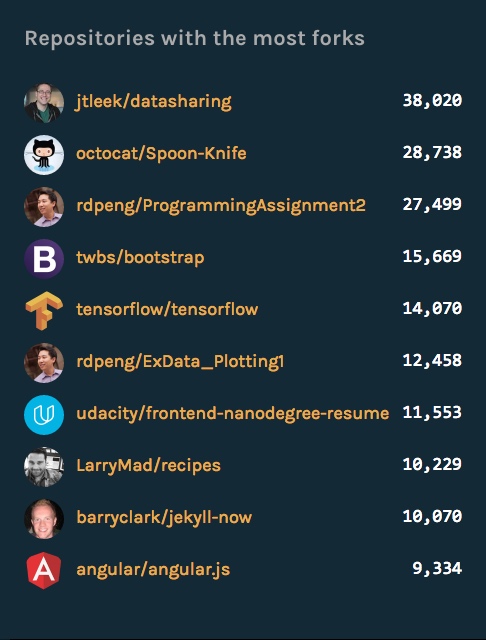 Repositories with the most forks
jtleek/datasharing 38,020
octocat/Spoon-Knife 28,738
rdpeng/ProgrammingAssignment2 27,499
B twbs/bootstrap 15,669
tensorflow/tensorflow 14,070
rdpeng/ExData_Plotting1 12,458
udacity/frontend-nanodegree-resume 11,553
LarryMad/recipes 10,229
barryclark/jekyll-now 10,070
A angular/angular.js 9,334